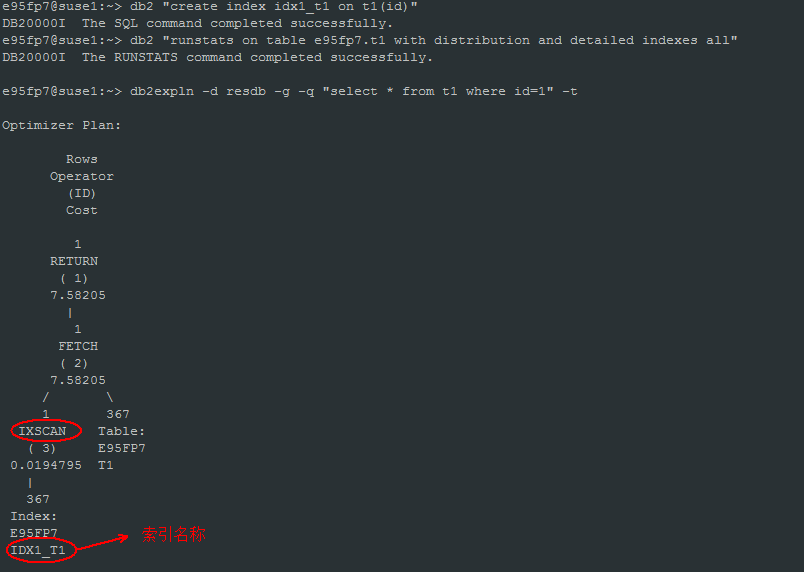 e95fp7@suse1:~> db2 "create index idx1_t1 on t1(id)"
DB20000I  The SQL command completed successfully.
e95fp7@suse1:~> db2 "runstats on table e95fp7.t1 with distribution and detailed indexes all"
DB20000I  The RUNSTATS command completed successfully.
e95fp7@suse1:~> db2expln -d resdb -g -q "select * from t1 where id=1" -t
Optimizer Plan:
Rows
Operator
(ID)
Cost
1
RETURN
( 1)
7.58205
|
1
FETCH
( 2)
7.58205
/ \
1 367
IXSCAN Table:
( 3) E95FP7
0.0194795 T1
|
367
Index:
E95FP7 索引名称
IDX1_T1